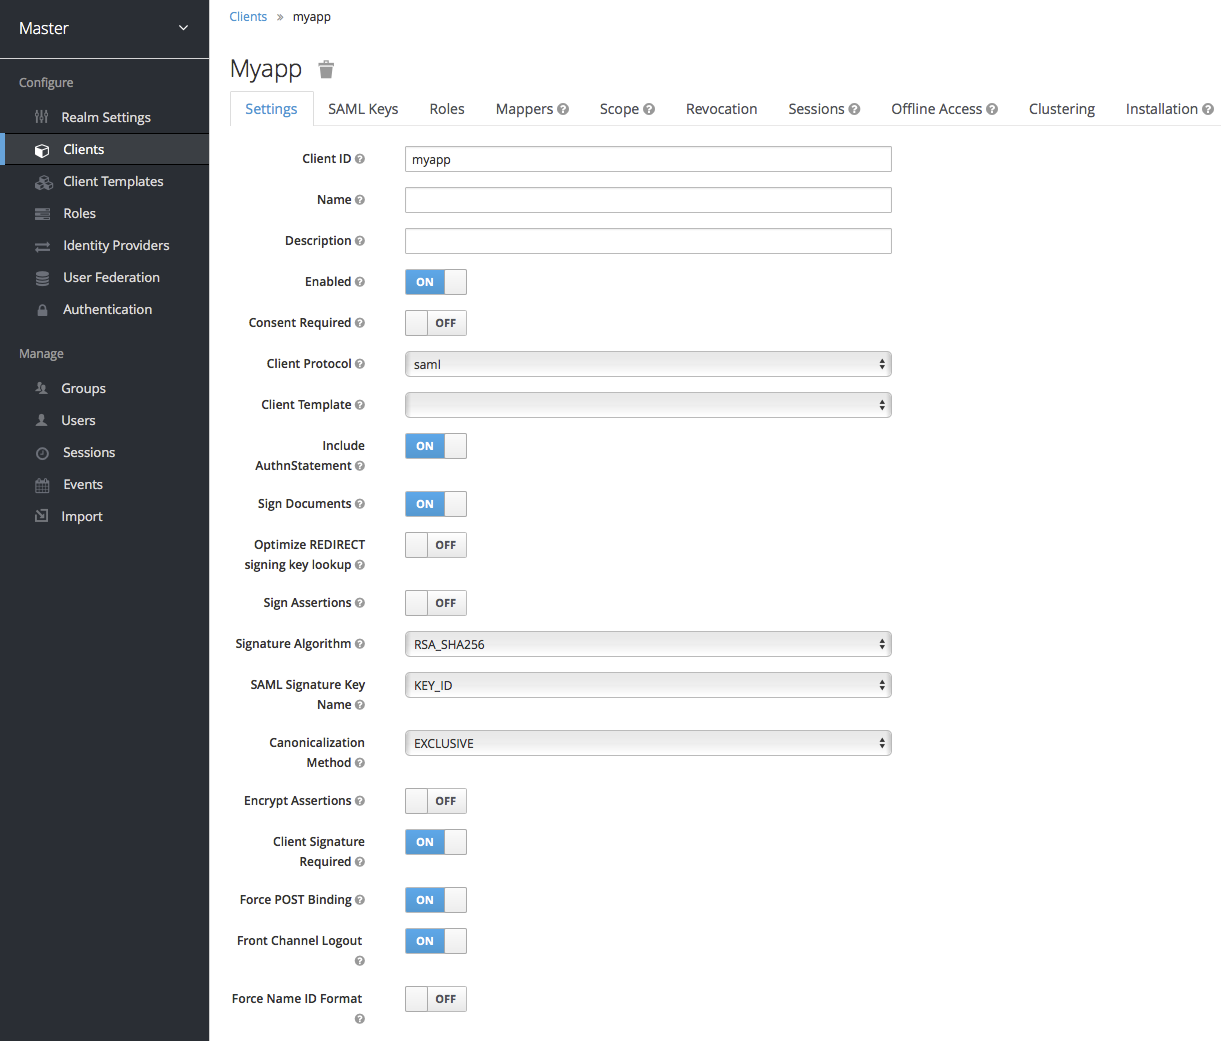 Master
Configure
Realm Settings
Clients
Client Templates
Roles
Identity Providers
User Federation
Authentication
Manage
Groups
Users
Sessions
Events
Import
Clients » myapp
Myapp
Settings SAML Keys Roles Mappers Scope Revocation Sessions Offline Access Clustering Installation
Client ID myapp
Name
Description
Enabled ON
Consent Required OFF
Client Protocol saml
Client Template
Include
AuthnStatement ON
Sign Documents ON
Optimize REDIRECT
signing key lookup OFF
Sign Assertions OFF
Signature Algorithm RSA_SHA256
SAML Signature Key
Name KEY_ID
Canonicalization
Method EXCLUSIVE
Encrypt Assertions OFF
Client Signature
Required ON
Force POST Binding ON
Front Channel Logout ON
Force Name ID Format OFF